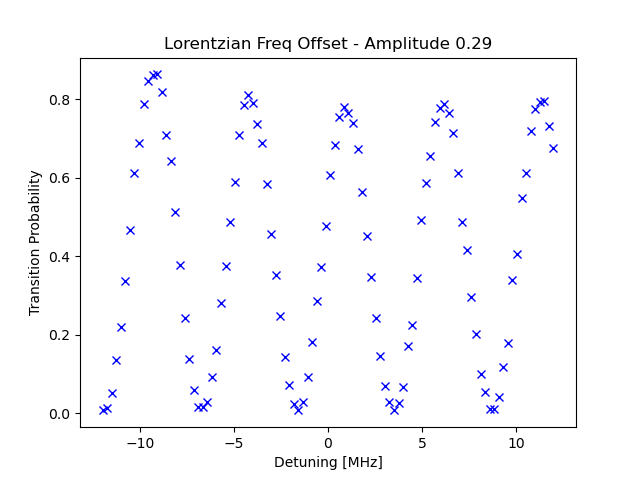 Lorentzian Freq Offset - Amplitude 0.29
Transition Probability
0.8
0.6
0.4
0.2
0.0
−10 −5 0 5 10
Detuning [MHz]